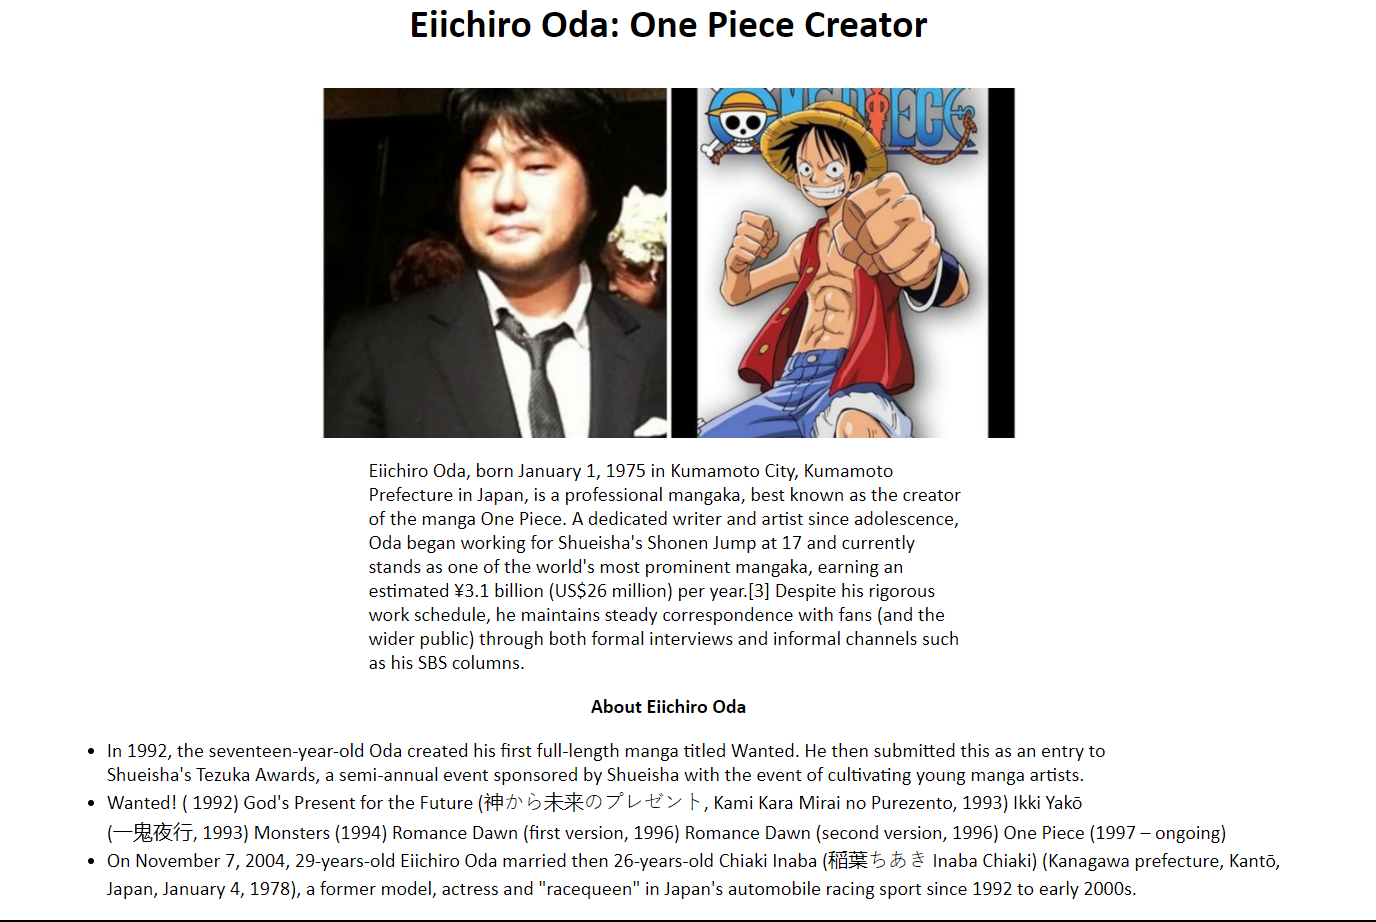 Eiichiro Oda: One Piece Creator
ONE PIECE
Eiichiro Oda, born January 1, 1975 in Kumamoto City, Kumamoto
Prefecture in Japan, is a professional mangaka, best known as the creator
of the manga One Piece. A dedicated writer and artist since adolescence,
Oda began working for Shueisha's Shonen Jump at 17 and currently
stands as one of the world's most prominent mangaka, earning an
estimated ¥3.1 billion (US$26 million) per year.[3] Despite his rigorous
work schedule, he maintains steady correspondence with fans (and the
wider public) through both formal interviews and informal channels such
as his SBS columns.
About Eiichiro Oda
• In 1992, the seventeen-year-old Oda created his first full-length manga titled Wanted. He then submitted this as an entry to
Shueisha's Tezuka Awards, a semi-annual event sponsored by Shueisha with the event of cultivating young manga artists.
• Wanted! ( 1992) God's Present for the Future (神から未来のプレゼント, Kami Kara Mirai no Purezento, 1993) Ikki Yakō
(一鬼夜行, 1993) Monsters (1994) Romance Dawn (first version, 1996) Romance Dawn (second version, 1996) One Piece (1997 – ongoing)
• On November 7, 2004, 29-years-old Eiichiro Oda married then 26-years-old Chiaki Inaba (稲葉ちあき Inaba Chiaki) (Kanagawa prefecture, Kantō,
Japan, January 4, 1978), a former model, actress and "racequeen" in Japan's automobile racing sport since 1992 to early 2000s.